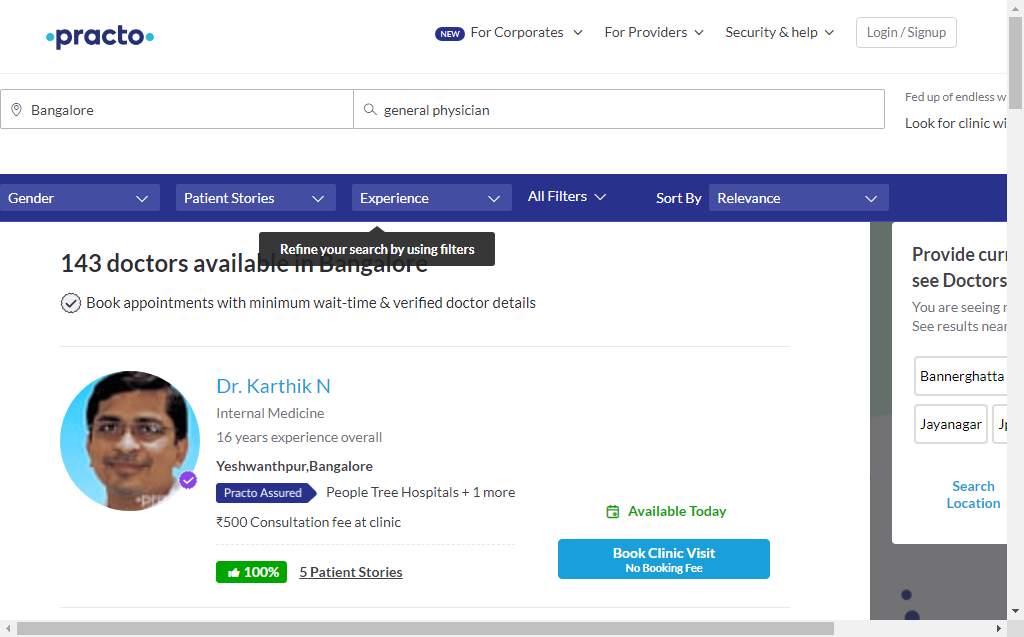 practo
NEW For Corporates
For Providers
Security & help
Login / Signup
Bangalore
general physician
Fed up of endless w
Look for clinic wi
Gender
Patient Stories
Experience
All Filters
Sort By
Relevance
Refine your search by using filters
143 doctors available in Bangalore
Book appointments with minimum wait-time & verified doctor details
Dr. Karthik N
Internal Medicine
16 years experience overall
Yeshwanthpur,Bangalore
Practo Assured People Tree Hospitals + 1 more
₹500 Consultation fee at clinic
100% 5 Patient Stories
Available Today
Book Clinic Visit
No Booking Fee
Provide curr
see Doctors
You are seeing r
See results near
Bannerghatta
Jayanagar
Jp
Search
Location